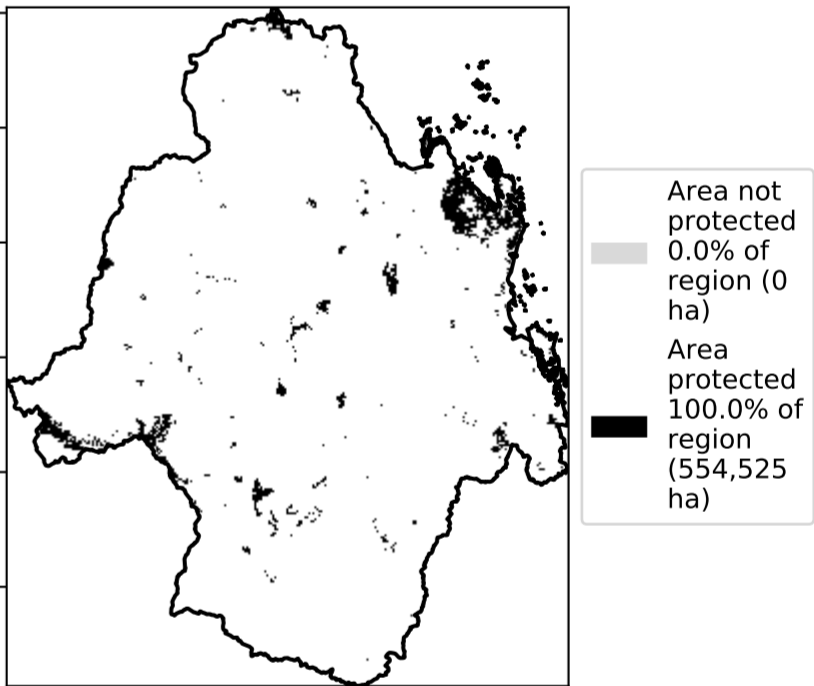 Area not
protected
0.0% of
region (0
ha)
Area
protected
100.0% of
region
(554,525
ha)